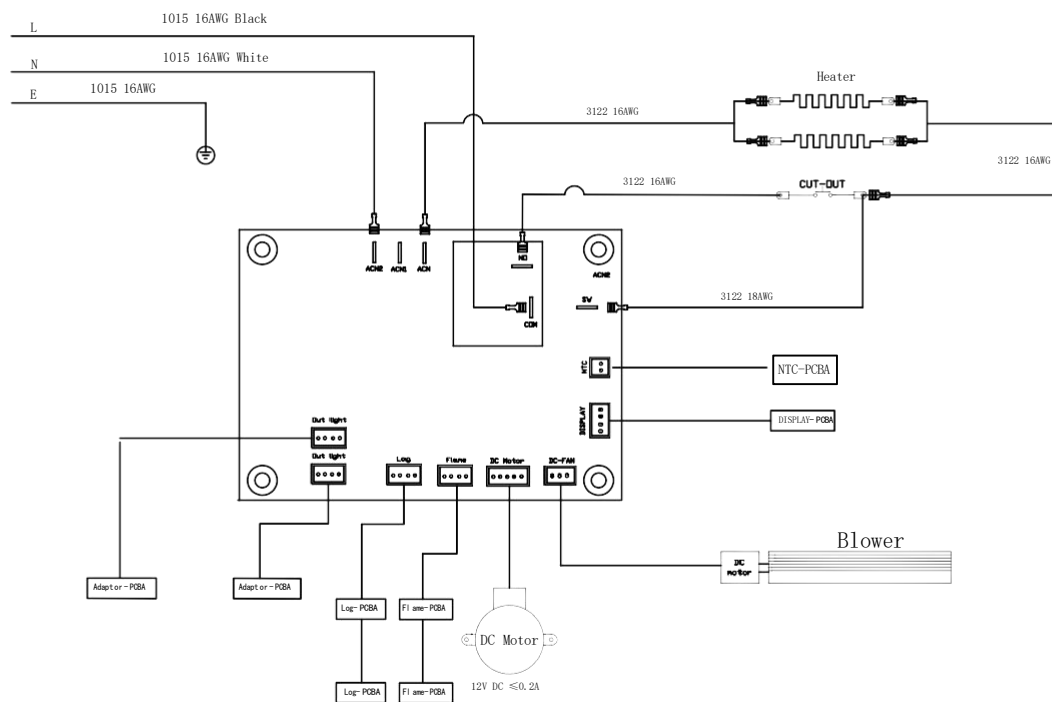 1015 16AWG Black
L
1015 16AWG White
N
1015 16AWG
E
Heater
3122 16AWG
3122 16AWG
3122 16AWG
CUT-OUT
ACN2
ACN1
ACN
NO
ACN2
COM
SW
3122 18AWG
NTC
NTC-PCBA
DISPLAY
DISPLAY-PCBA
Out light
Out light
Log
Flame
DC Motor
DC-FAN
Blower
DC motor
Adaptor-PCBA
Adaptor-PCBA
Log-PCBA
Flame-PCBA
DC Motor
Log-PCBA
Flame-PCBA
12V DC ≤0.2A